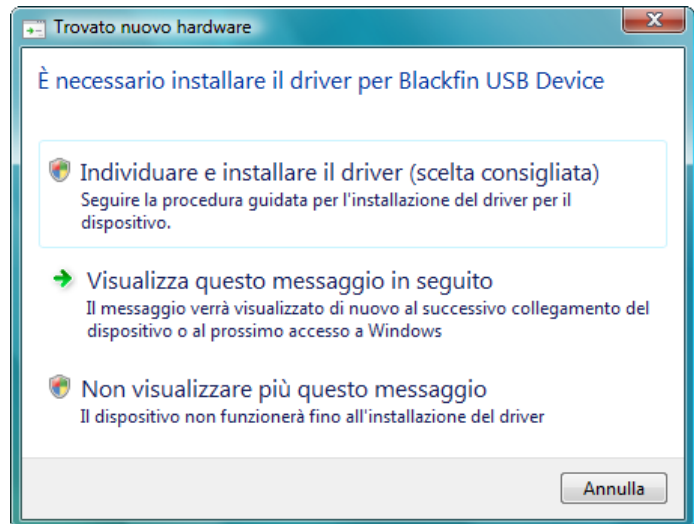 Trovato nuovo hardware
È necessario installare il driver per Blackfin USB Device
Individuare e installare il driver (scelta consigliata)
Seguire la procedura guidata per l'installazione del driver per il
dispositivo.
Visualizza questo messaggio in seguito
Il messaggio verrà visualizzato di nuovo al successivo collegamento del
dispositivo o al prossimo accesso a Windows
Non visualizzare più questo messaggio
Il dispositivo non funzionerà fino all'installazione del driver
Annulla